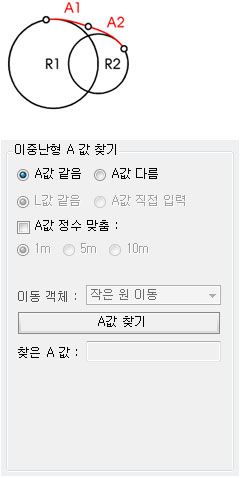 A1
A2
R1 R2
이중난형 A 값 찾기
A값 같음 A값 다름
L값 같음 A값 직접 입력
A값 정수 맞춤 :
1m 5m 10m
이동 객체 : 작은 원 이동
A값 찾기
찾은 A 값 :